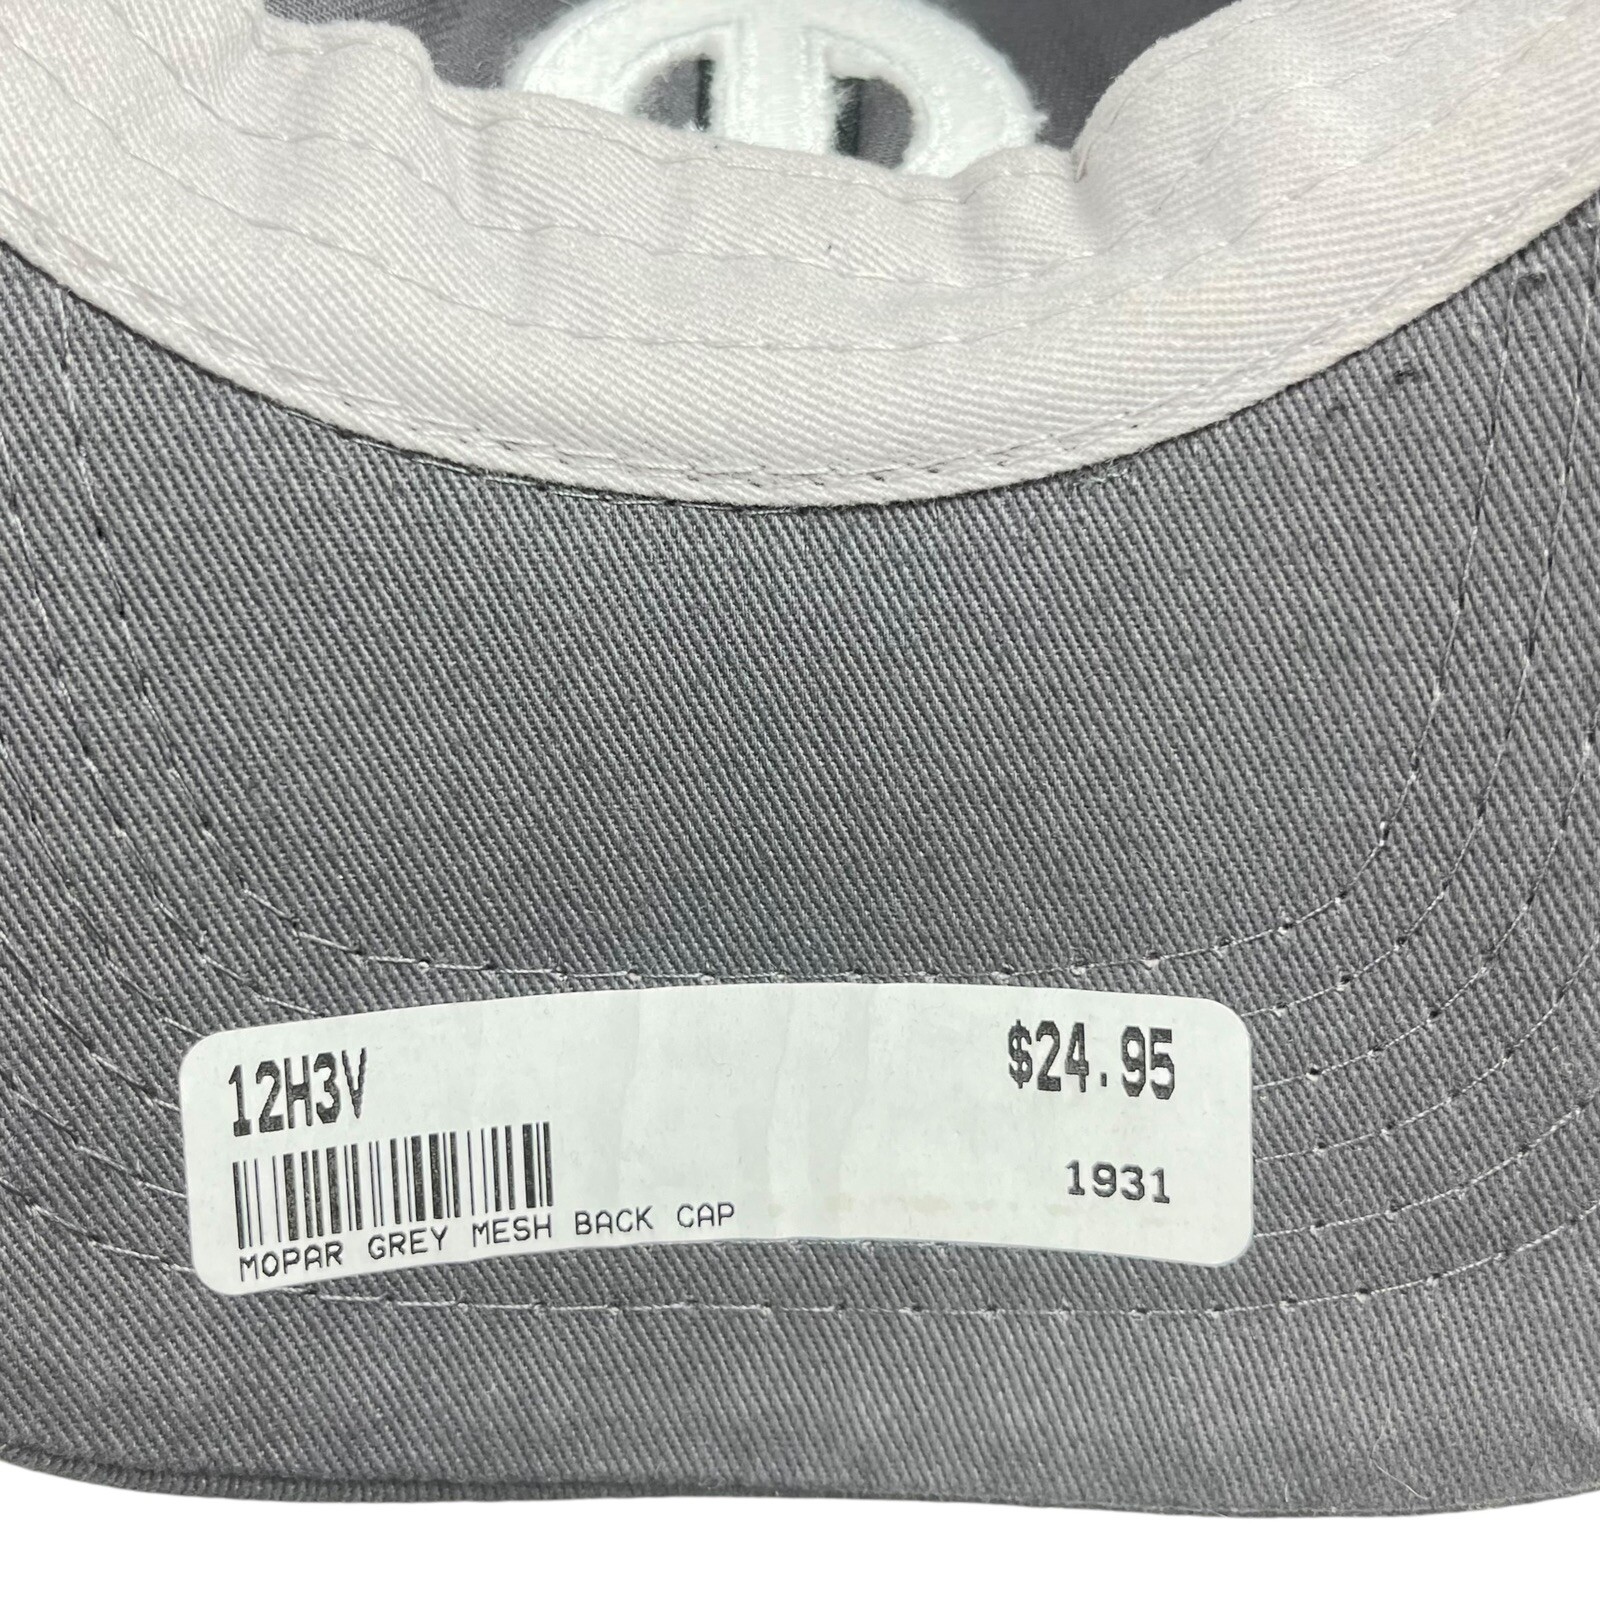 12H3V
$24.95
1931
MOPAR GREY MESH BACK CAP